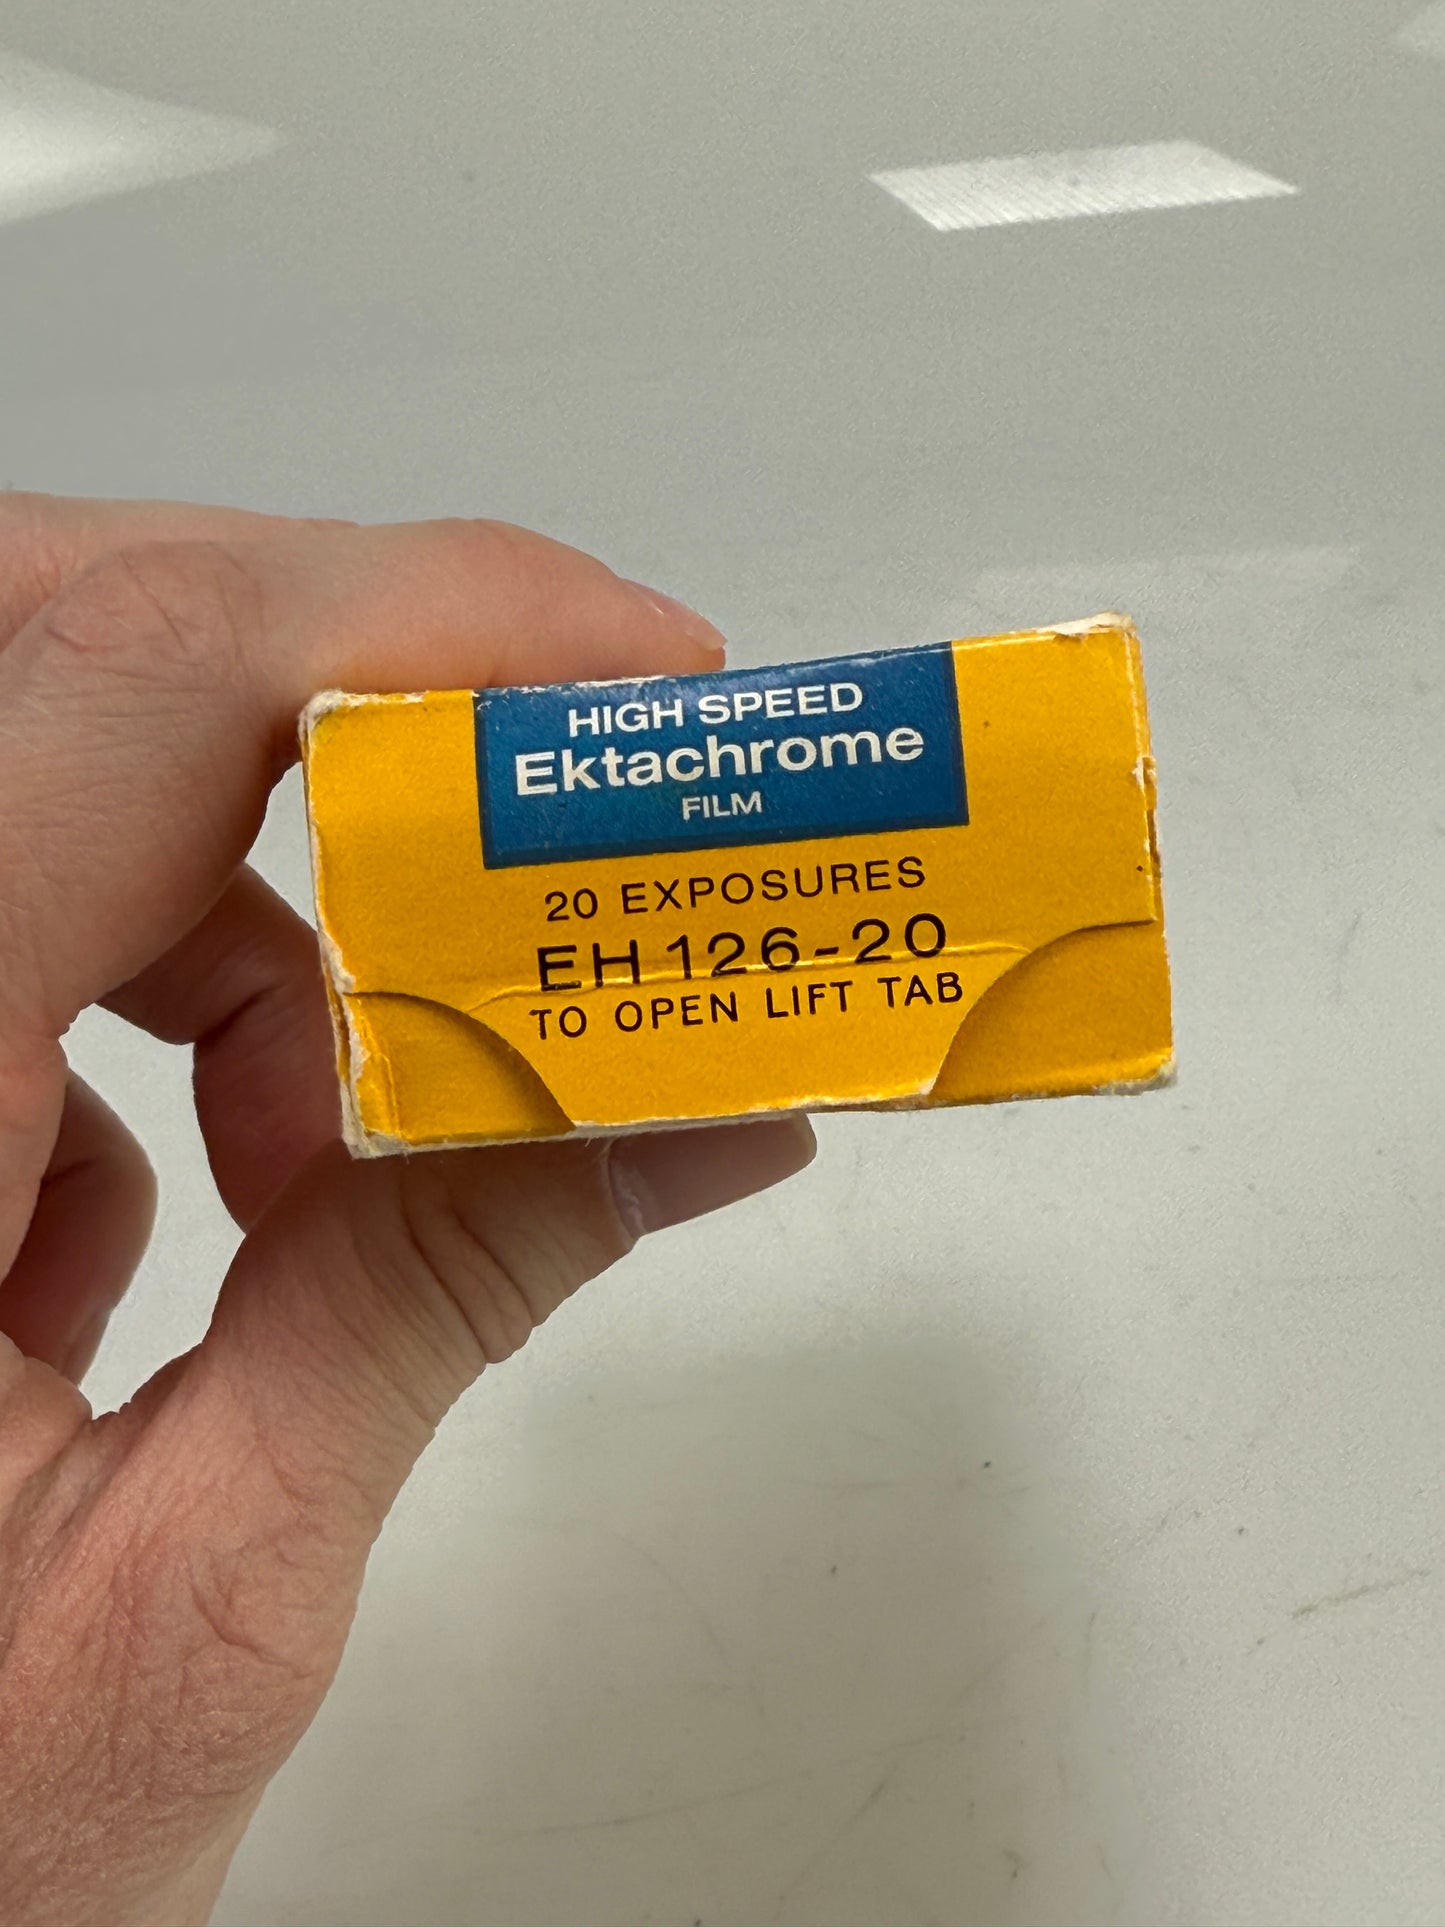 HIGH SPEED
Ektachrome
FILM
20 EXPOSURES
EH 126-20
TO OPEN LIFT TAB